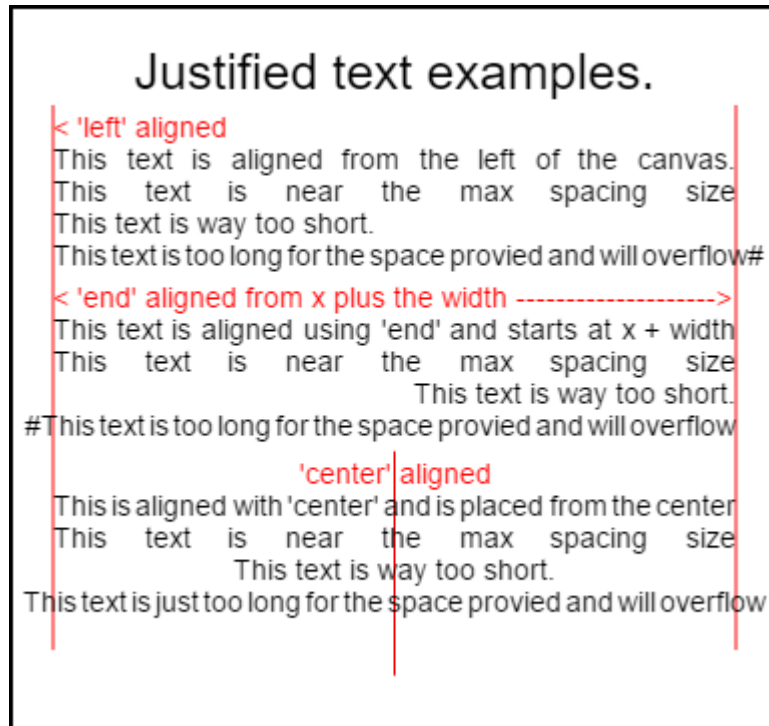 Justified text examples.
< 'left' aligned
This text is aligned from the left of the canvas.
This text is near the max spacing size
This text is way too short.
This text is too long for the space provied and will overflow#
< 'end' aligned from x plus the width -------------------->
This text is aligned using 'end' and starts at x + width
This text is near the max spacing size
This text is way too short.
#This text is too long for the space provied and will overflow
'center' aligned
This is aligned with 'center' and is placed from the center
This text is near the max spacing size
This text is way too short.
This text is just too long for the space provied and will overflow